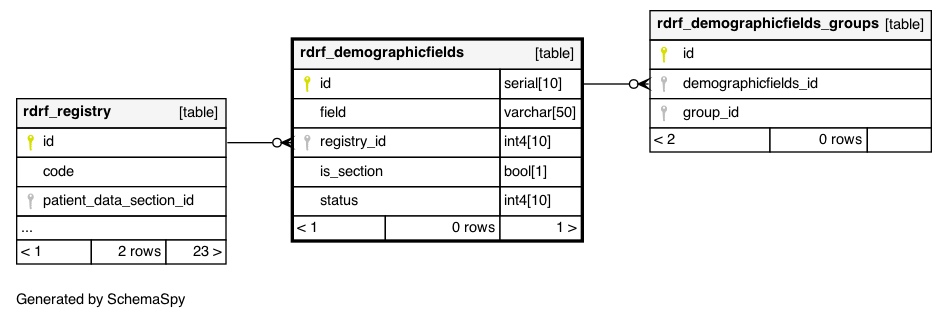 rdrf_registry [table]
id
code
patient_data_section_id
...
< 1 2 rows 23 >
rdrf_demographicfields [table]
id serial[10]
field varchar[50]
registry_id int4[10]
is_section bool[1]
status int4[10]
< 1 0 rows 1 >
rdrf_demographicfields_groups [table]
id
demographicfields_id
group_id
< 2 0 rows
Generated by SchemaSpy